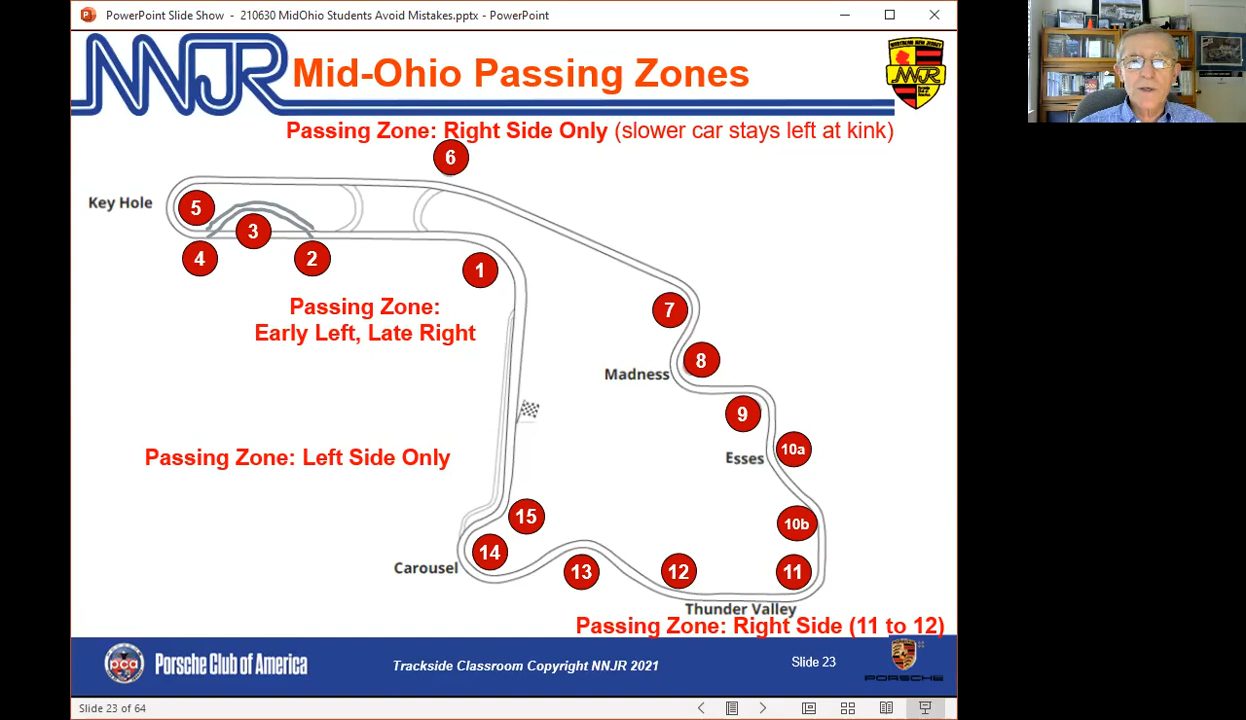 PowerPoint Slide Show - 210630 MidOhio Students Avoid Mistakes.pptx - PowerPoint
NNJR
Mid-Ohio Passing Zones
NNJR
Passing Zone: Right Side Only (slower car stays left at kink)
6
Key Hole
5
3
4
2
1
Passing Zone:
Early Left, Late Right
7
8
Madness
9
10a
Esses
Passing Zone: Left Side Only
15
10b
14
Carousel
13
12
11
Thunder Valley
Passing Zone: Right Side (11 to 12)
pca
Porsche Club of America
Trackside Classroom Copyright NNJR 2021
Slide 23
PORSCHE
Slide 23 of 64